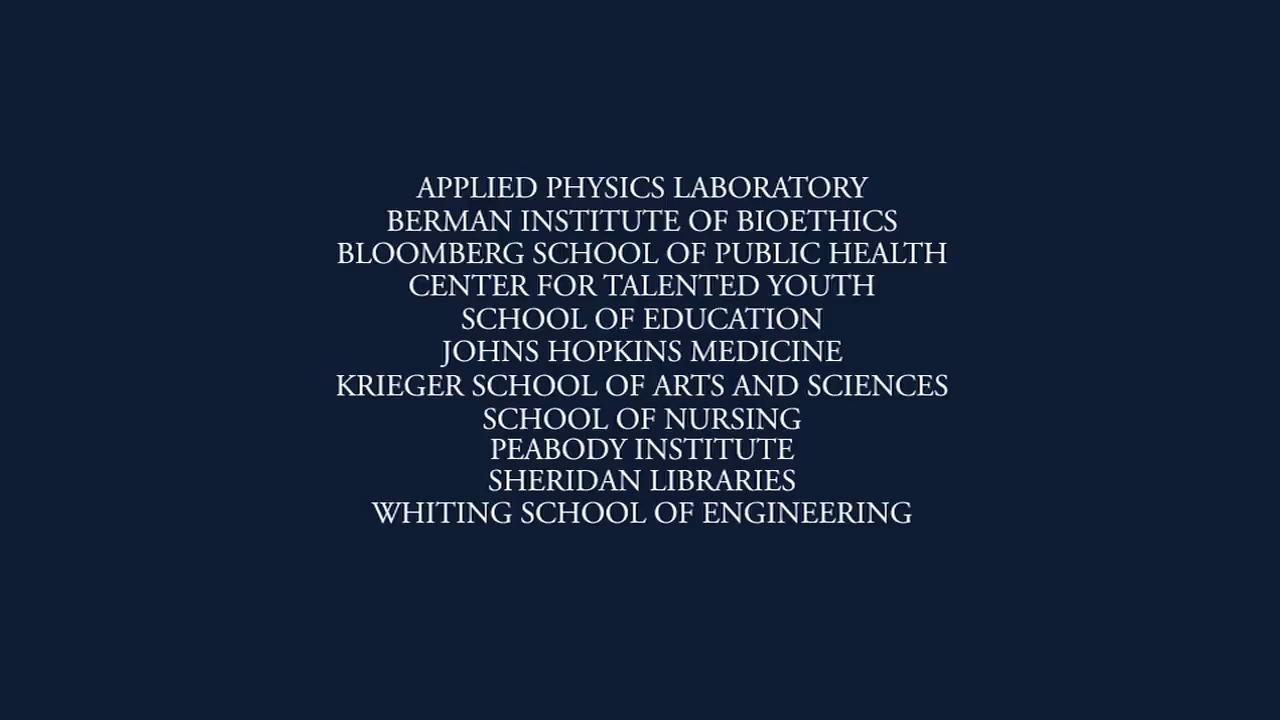 APPLIED PHYSICS LABORATORY
BERMAN INSTITUTE OF BIOETHICS
BLOOMBERG SCHOOL OF PUBLIC HEALTH
CENTER FOR TALENTED YOUTH
SCHOOL OF EDUCATION
JOHNS HOPKINS MEDICINE
KRIEGER SCHOOL OF ARTS AND SCIENCES
SCHOOL OF NURSING
PEABODY INSTITUTE
SHERIDAN LIBRARIES
WHITING SCHOOL OF ENGINEERING